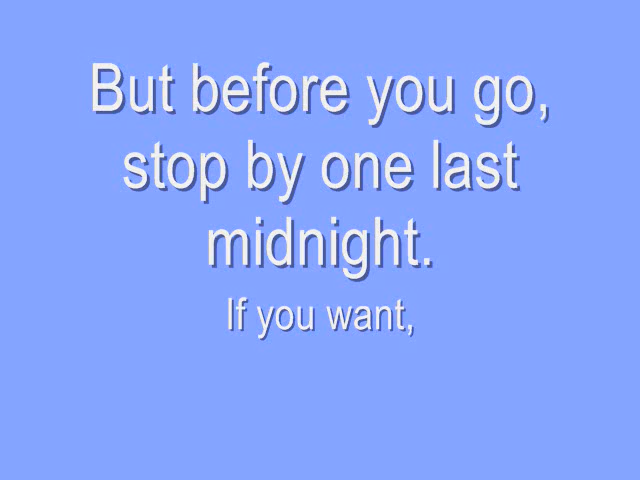 But before you go,
stop by one last
midnight.
If you want,